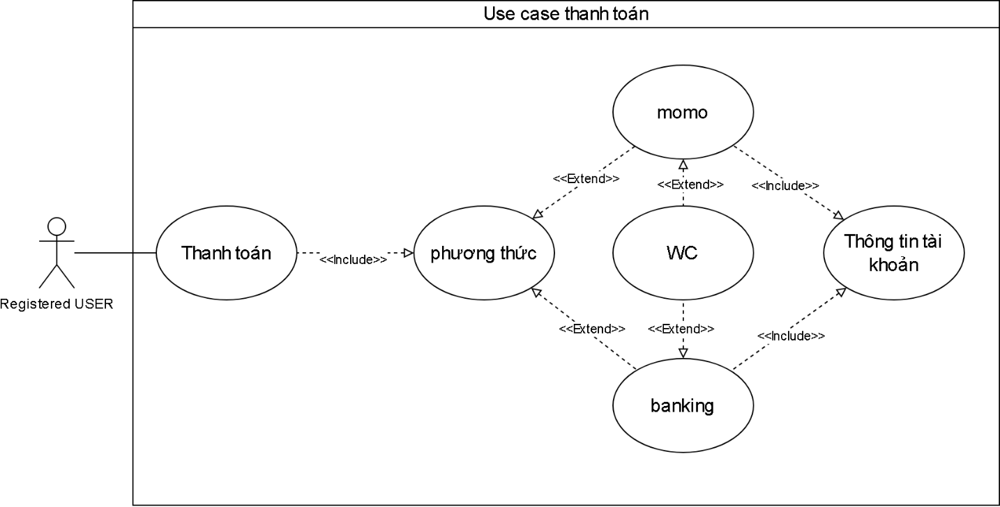 Use case thanh toán
momo
<<Extend>>
<<Extend>>
<<Include>>
Thanh toán
<<Include>>
phương thức
WC
Thông tin tài
khoản
Registered USER
<<Extend>>
<<Extend>>
<<Include>>
banking